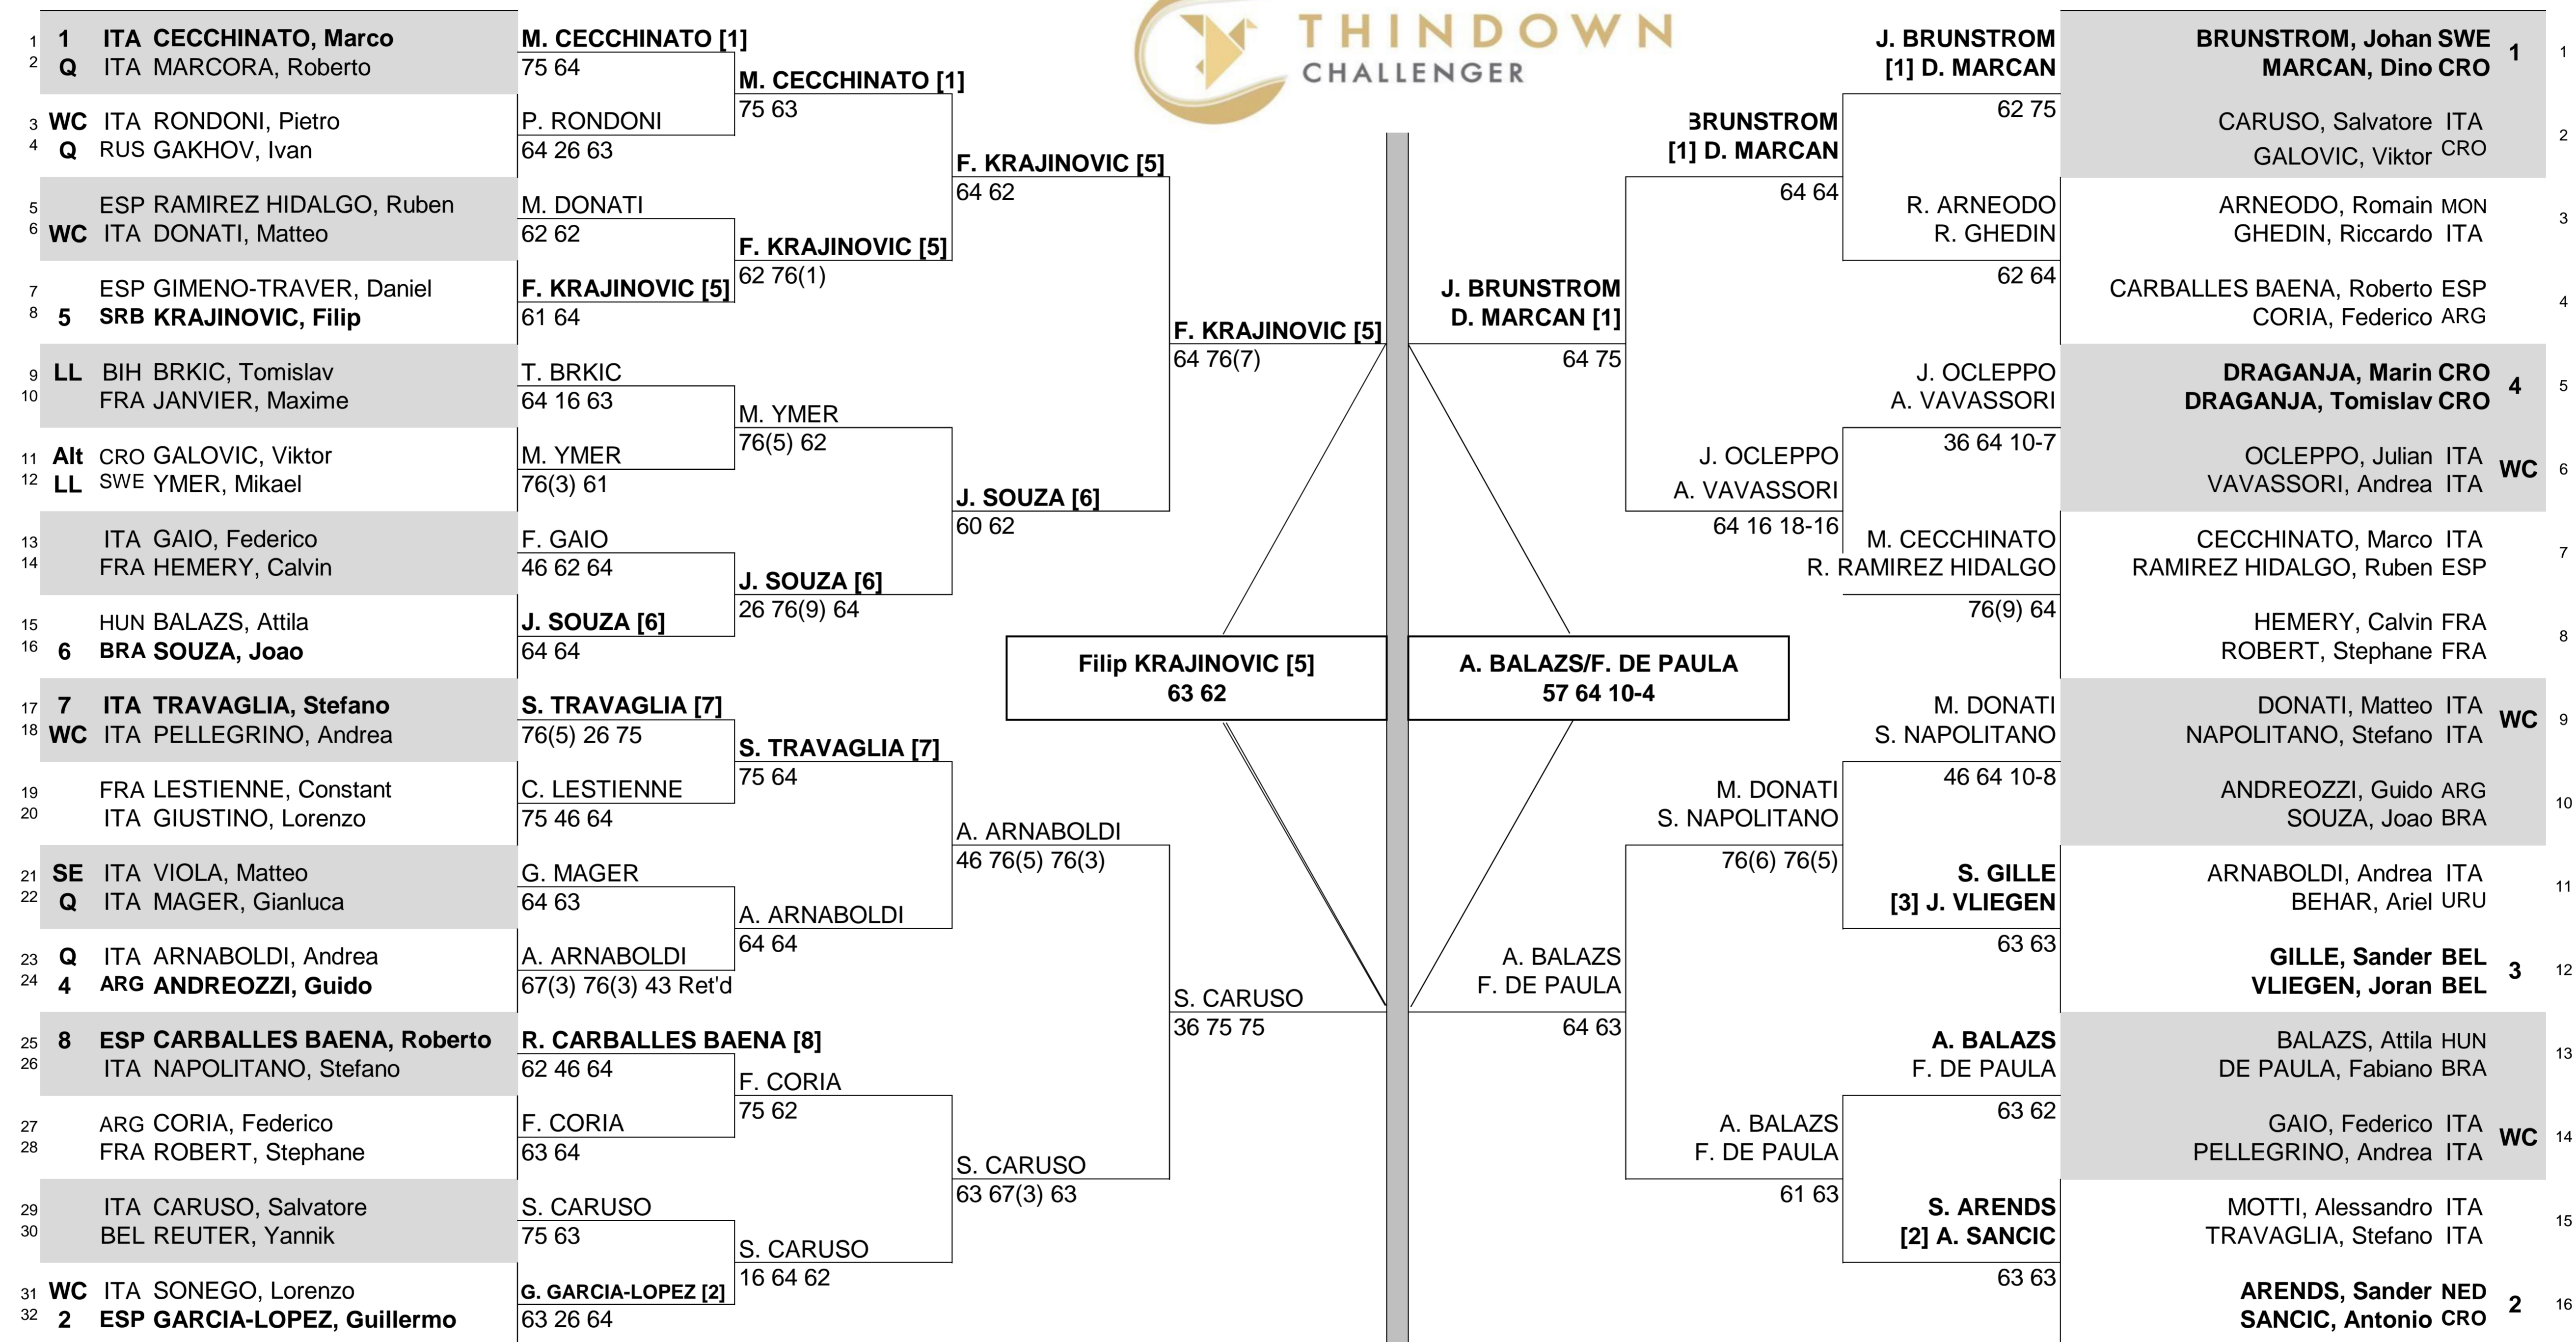 THINDOWN
CHALLENGER
1 1 ITA CECCHINATO, Marco
2 Q ITA MARCORA, Roberto
3 WC ITA RONDONI, Pietro
4 Q RUS GAKHOV, Ivan
5 ESP RAMIREZ HIDALGO, Ruben
6 WC ITA DONATI, Matteo
7 ESP GIMENO-TRAVER, Daniel
8 5 SRB KRAJINOVIC, Filip
9 LL BIH BRKIC, Tomislav
10 FRA JANVIER, Maxime
11 Alt CRO GALOVIC, Viktor
12 LL SWE YMER, Mikael
13 ITA GAIO, Federico
14 FRA HEMERY, Calvin
15 HUN BALAZS, Attila
16 6 BRA SOUZA, Joao
17 7 ITA TRAVAGLIA, Stefano
18 WC ITA PELLEGRINO, Andrea
19 FRA LESTIENNE, Constant
20 ITA GIUSTINO, Lorenzo
21 SE ITA VIOLA, Matteo
22 Q ITA MAGER, Gianluca
23 Q ITA ARNABOLDI, Andrea
24 4 ARG ANDREOZZI, Guido
25 8 ESP CARBALLES BAENA, Roberto
26 ITA NAPOLITANO, Stefano
27 ARG CORIA, Federico
28 FRA ROBERT, Stephane
29 ITA CARUSO, Salvatore
30 BEL REUTER, Yannik
31 WC ITA SONEGO, Lorenzo
32 2 ESP GARCIA-LOPEZ, Guillermo
M. CECCHINATO [1]
75 64
P. RONDONI
64 26 63
M. DONATI
62 62
F. KRAJINOVIC [5]
61 64
T. BRKIC
64 16 63
M. YMER
76(3) 61
F. GAIO
46 62 64
J. SOUZA [6]
64 64
S. TRAVAGLIA [7]
76(5) 26 75
C. LESTIENNE
75 46 64
G. MAGER
64 63
A. ARNABOLDI
67(3) 76(3) 43 Ret'd
R. CARBALLES BAENA [8]
62 46 64
F. CORIA
63 64
S. CARUSO
75 63
G. GARCIA-LOPEZ [2]
63 26 64
M. CECCHINATO [1]
75 63
F. KRAJINOVIC [5]
62 76(1)
M. YMER
76(5) 62
J. SOUZA [6]
26 76(9) 64
S. TRAVAGLIA [7]
75 64
A. ARNABOLDI
64 64
F. CORIA
75 62
S. CARUSO
16 64 62
F. KRAJINOVIC [5]
64 62
J. SOUZA [6]
60 62
A. ARNABOLDI
46 76(5) 76(3)
S. CARUSO
63 67(3) 63
F. KRAJINOVIC [5]
64 76(7)
S. CARUSO
36 75 75
Filip KRAJINOVIC [5]
63 62
A. BALAZS/F. DE PAULA
57 64 10-4
J. BRUNSTROM
D. MARCAN [1]
64 75
A. BALAZS
F. DE PAULA
64 63
BRUNSTROM
[1] D. MARCAN
64 64
J. OCLEPPO
A. VAVASSORI
64 16 18-16
M. DONATI
S. NAPOLITANO
76(6) 76(5)
A. BALAZS
F. DE PAULA
61 63
J. BRUNSTROM
[1] D. MARCAN
62 75
R. ARNEODO
R. GHEDIN
62 64
J. OCLEPPO
A. VAVASSORI
36 64 10-7
M. CECCHINATO
R. RAMIREZ HIDALGO
76(9) 64
M. DONATI
S. NAPOLITANO
46 64 10-8
S. GILLE
[3] J. VLIEGEN
63 63
A. BALAZS
F. DE PAULA
63 62
S. ARENDS
[2] A. SANCIC
63 63
BRUNSTROM, Johan SWE
MARCAN, Dino CRO 1 1
CARUSO, Salvatore ITA
GALOVIC, Viktor CRO 2
ARNEODO, Romain MON
GHEDIN, Riccardo ITA 3
CARBALLES BAENA, Roberto ESP
CORIA, Federico ARG 4
DRAGANJA, Marin CRO
DRAGANJA, Tomislav CRO 4 5
OCLEPPO, Julian ITA
VAVASSORI, Andrea ITA WC 6
CECCHINATO, Marco ITA
RAMIREZ HIDALGO, Ruben ESP 7
HEMERY, Calvin FRA
ROBERT, Stephane FRA 8
DONATI, Matteo ITA
NAPOLITANO, Stefano ITA WC 9
ANDREOZZI, Guido ARG
SOUZA, Joao BRA 10
ARNABOLDI, Andrea ITA
BEHAR, Ariel URU 11
GILLE, Sander BEL
VLIEGEN, Joran BEL 3 12
BALAZS, Attila HUN
DE PAULA, Fabiano BRA 13
GAIO, Federico ITA
PELLEGRINO, Andrea ITA WC 14
MOTTI, Alessandro ITA
TRAVAGLIA, Stefano ITA 15
ARENDS, Sander NED
SANCIC, Antonio CRO 2 16